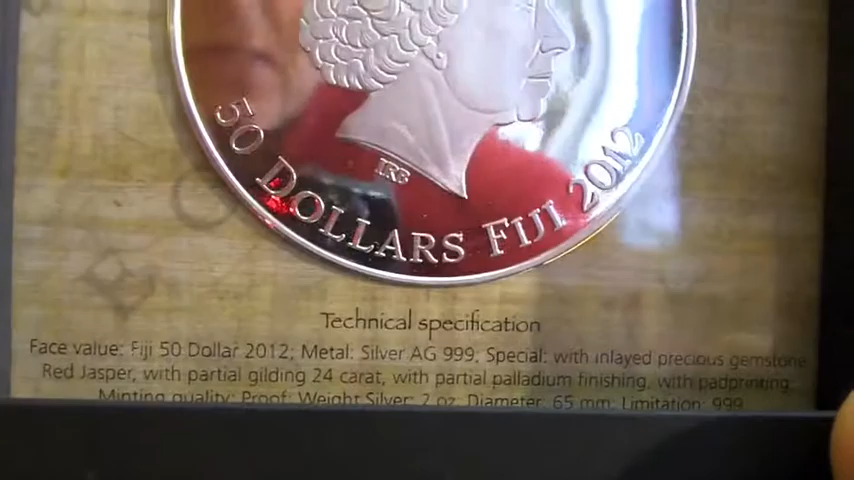 50 DOLLARS FIJI 2012
IRB
Technical specification
Face value: Fiji 50 Dollar 2012, Metal: Silver AG 999, Special: with inlayed precious gemstone
Red Jasper, with partial gilding 24 carat, with partial palladium finishing, with padprinting
Minting quality: Proof, Weight Silver: 2 oz, Diameter: 65 mm, Limitation: 999